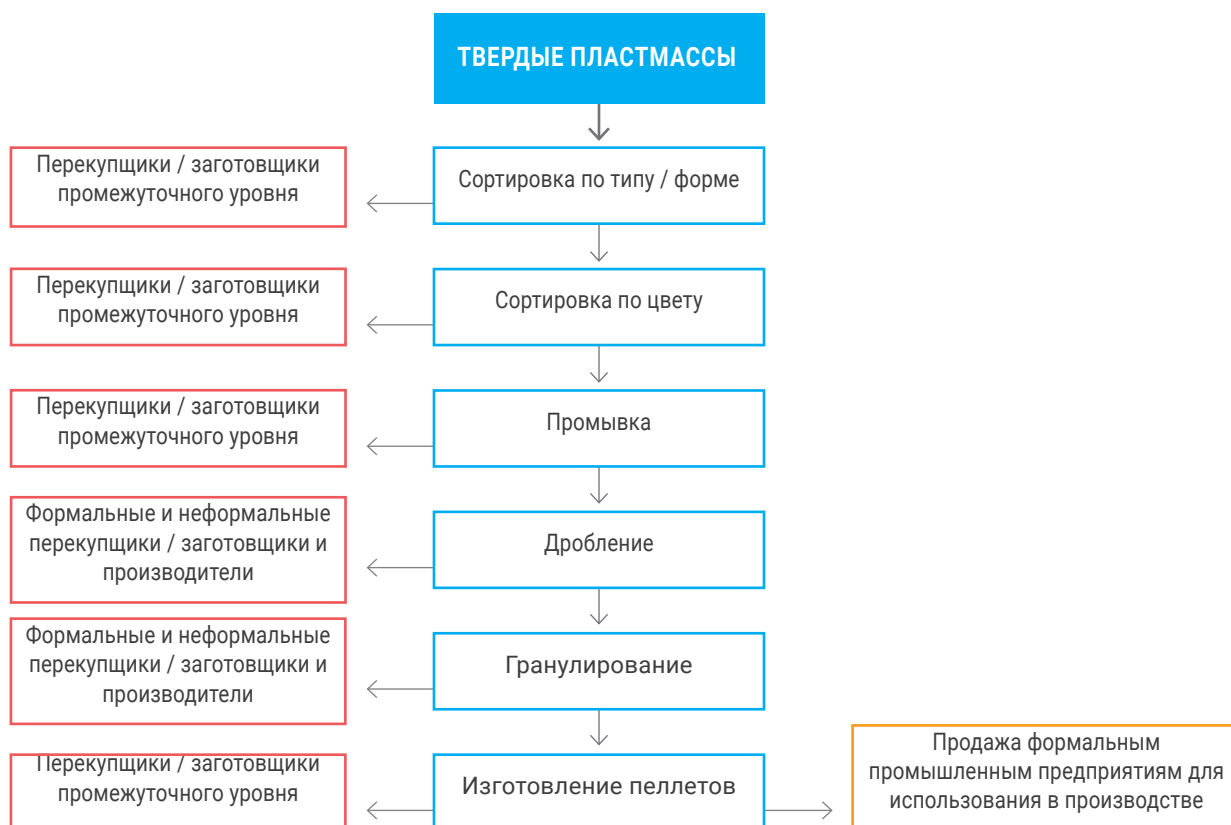 ТВЕРДЫЕ ПЛАСТМАССЫ
Перекупщики / заготовщики
промежуточного уровня
Сортировка по типу / форме
Перекупщики / заготовщики
промежуточного уровня
Сортировка по цвету
Перекупщики / заготовщики
промежуточного уровня
Промывка
Формальные и неформальные
перекупщики / заготовщики и
производители
Дробление
Формальные и неформальные
перекупщики / заготовщики и
производители
Гранулирование
Перекупщики / заготовщики
промежуточного уровня
Изготовление пеллетов
Продажа формальным
промышленным предприятиям для
использования в производстве